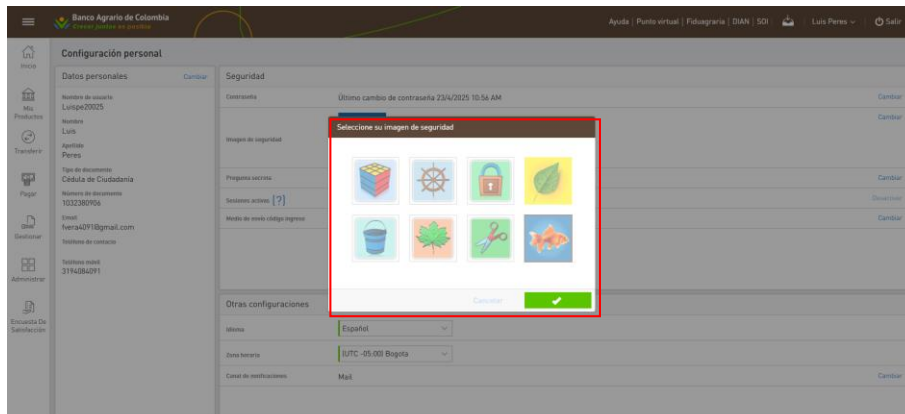 Banco Agrario de Colombia
Crecer juntos es posible
Ayuda | Punto virtual | Fiduagraria | DIAN | SOI
Luis Peres
Salir
Inicio
Mis Productos
Transferir
Pagar
Gestionar
Administrar
Encuesta De Satisfacción
Configuración personal
Datos personales
Cambiar
Nombre de usuario
Luispe20025
Nombre
Luis
Apellido
Peres
Tipo de documento
Cédula de Ciudadanía
Número de documento
1032380906
Email
fvera4091@gmail.com
Teléfono de contacto
Teléfono móvil
3194084091
Seguridad
Contraseña
Último cambio de contraseña 23/4/2025 10:56 AM
Cambiar
Imagen de seguridad
Cambiar
Pregunta secreta
Cambiar
Sesiones activas [?]
Desactivar
Medio de envío código ingreso
Cambiar
Seleccione su imagen de seguridad
Cancelar
Otras configuraciones
Idioma
Español
Zona horaria
(UTC -05:00) Bogota
Canal de notificaciones
Mail
Cambiar